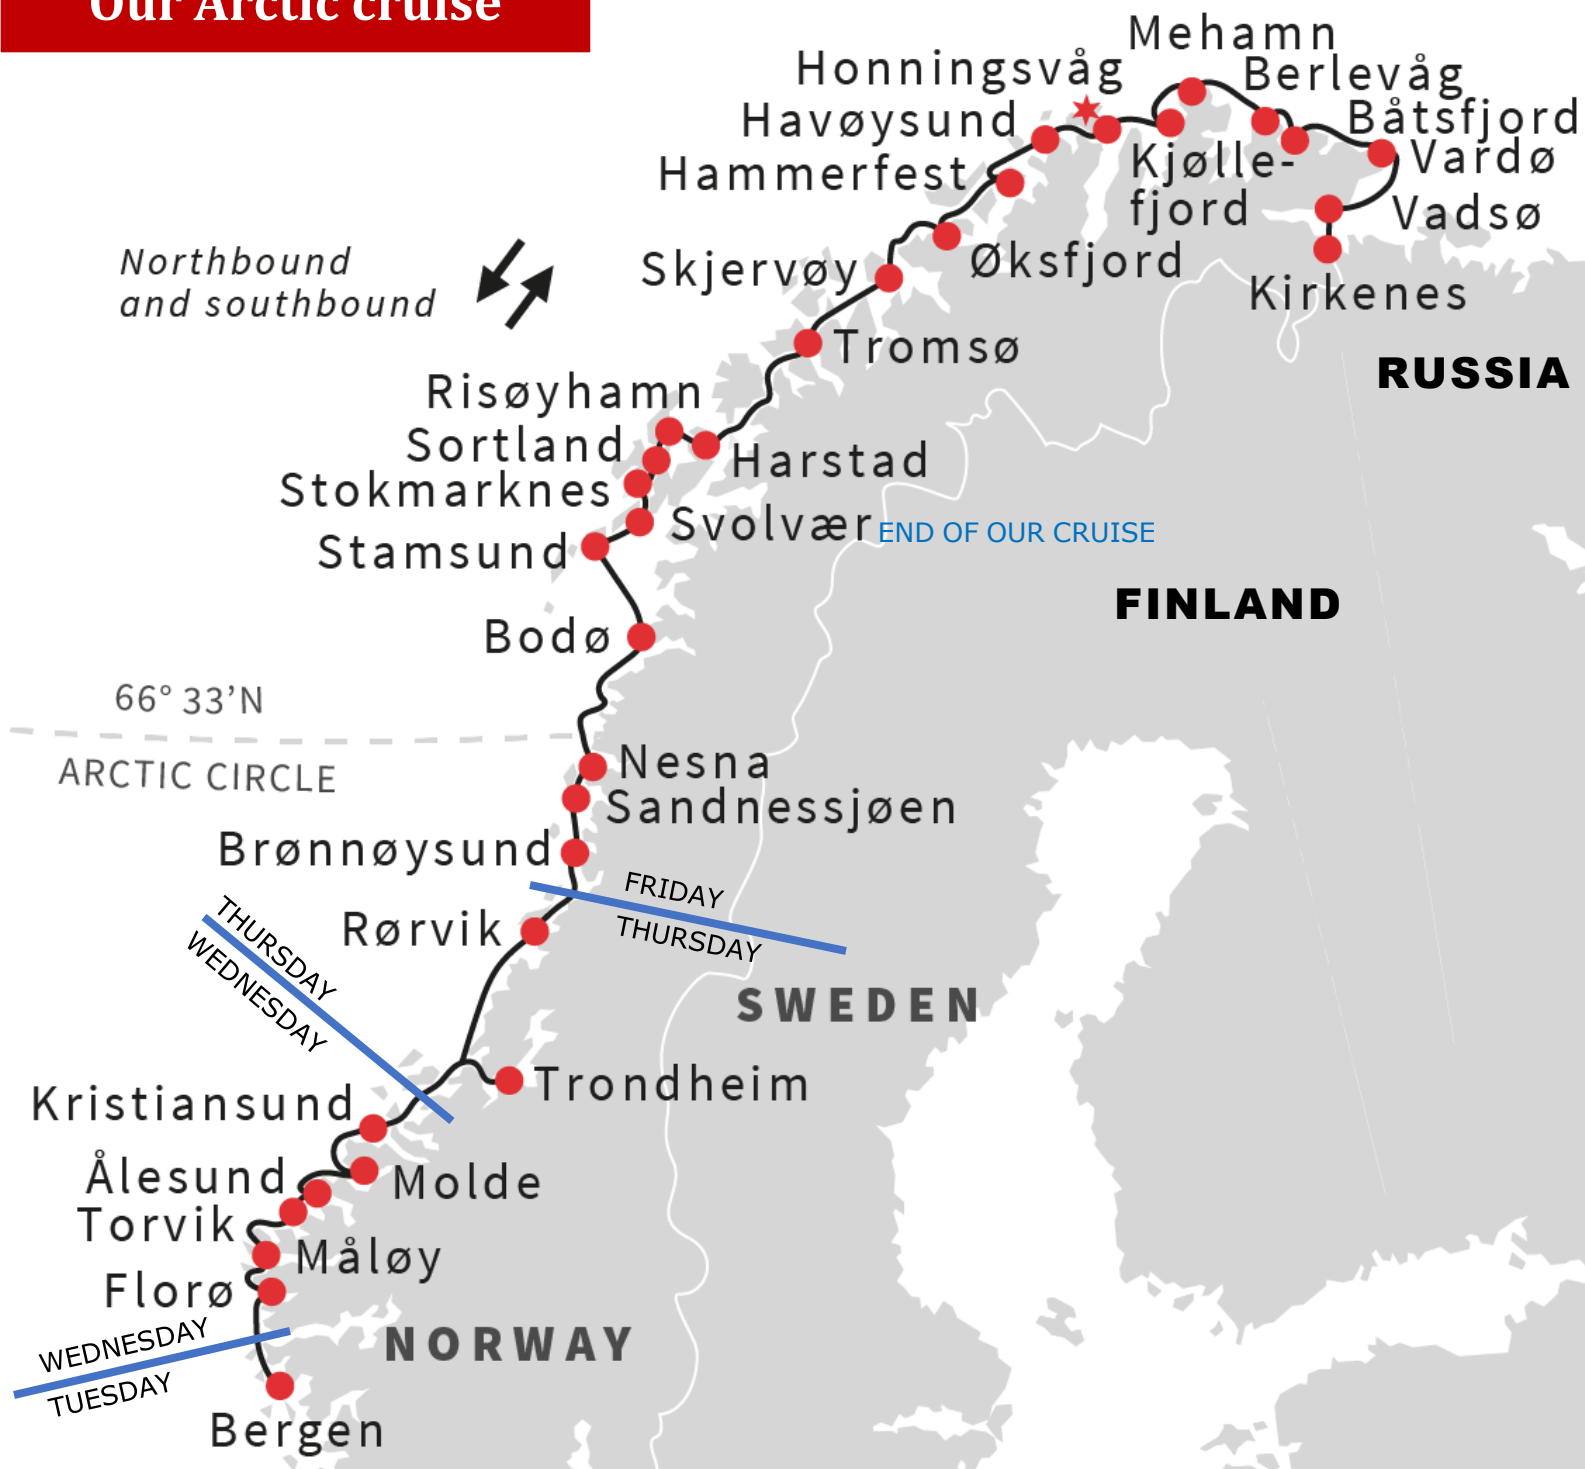 Our Arctic cruise
Mehamn
Honningsvåg
Berlevåg
Havøysund
Båtsfjord
Hammerfest
Kjølle-
fjord
Vardø
Vadsø
Northbound
and southbound
Skjervøy
Øksfjord
Kirkenes
Tromsø
RUSSIA
Risøyhamn
Sortland
Harstad
Stokmarknes
Svolvær
END OF OUR CRUISE
Stamsund
FINLAND
Bodø
66° 33’N
ARCTIC CIRCLE
Nesna
Sandnessjøen
Brønnøysund
FRIDAY
THURSDAY
Rørvik
THURSDAY
WEDNESDAY
SWEDEN
Trondheim
Kristiansund
Ålesund
Molde
Torvik
Måløy
Florø
WEDNESDAY
TUESDAY
NORWAY
Bergen